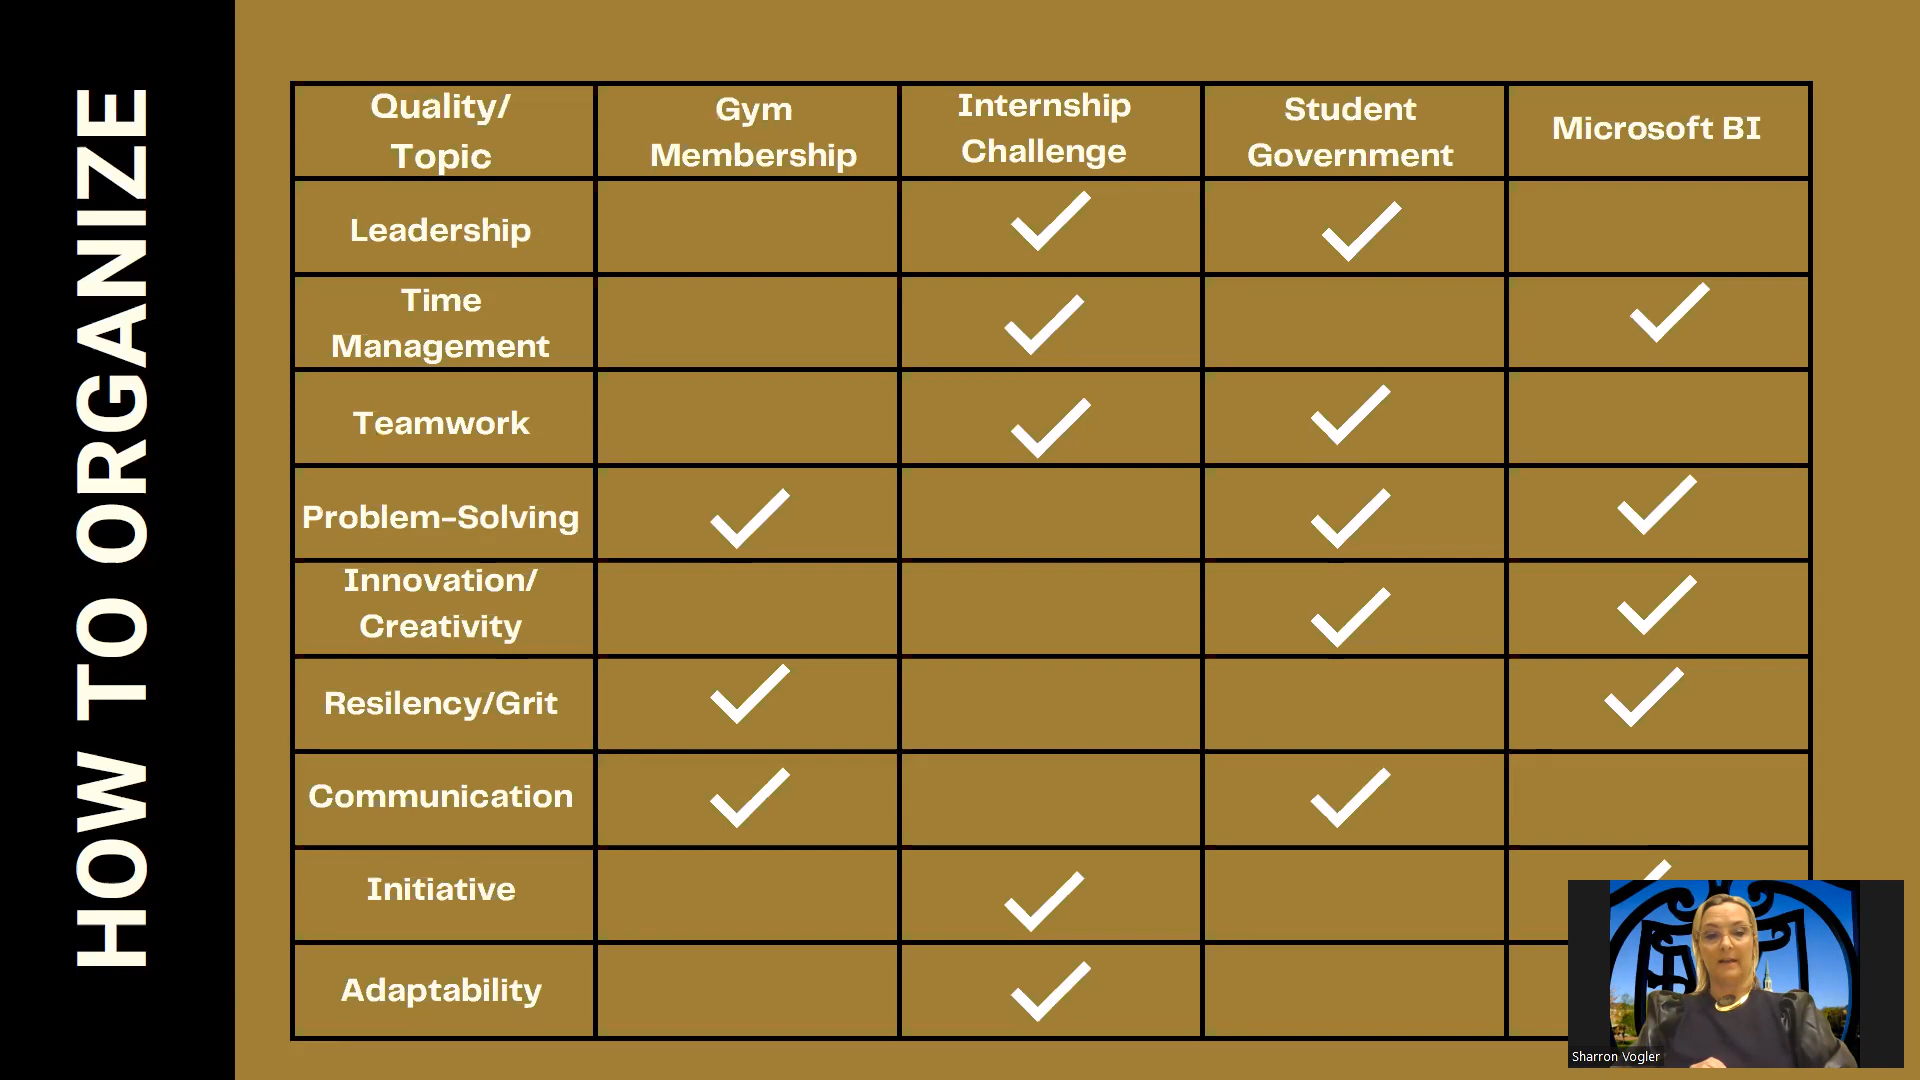 HOW TO ORGANIZE
Quality/
Topic
Gym
Membership
Internship
Challenge
Student
Government
Microsoft BI
Leadership
Time
Management
Teamwork
Problem-Solving
Innovation/
Creativity
Resilency/Grit
Communication
Initiative
Adaptability
Sharron Vogler